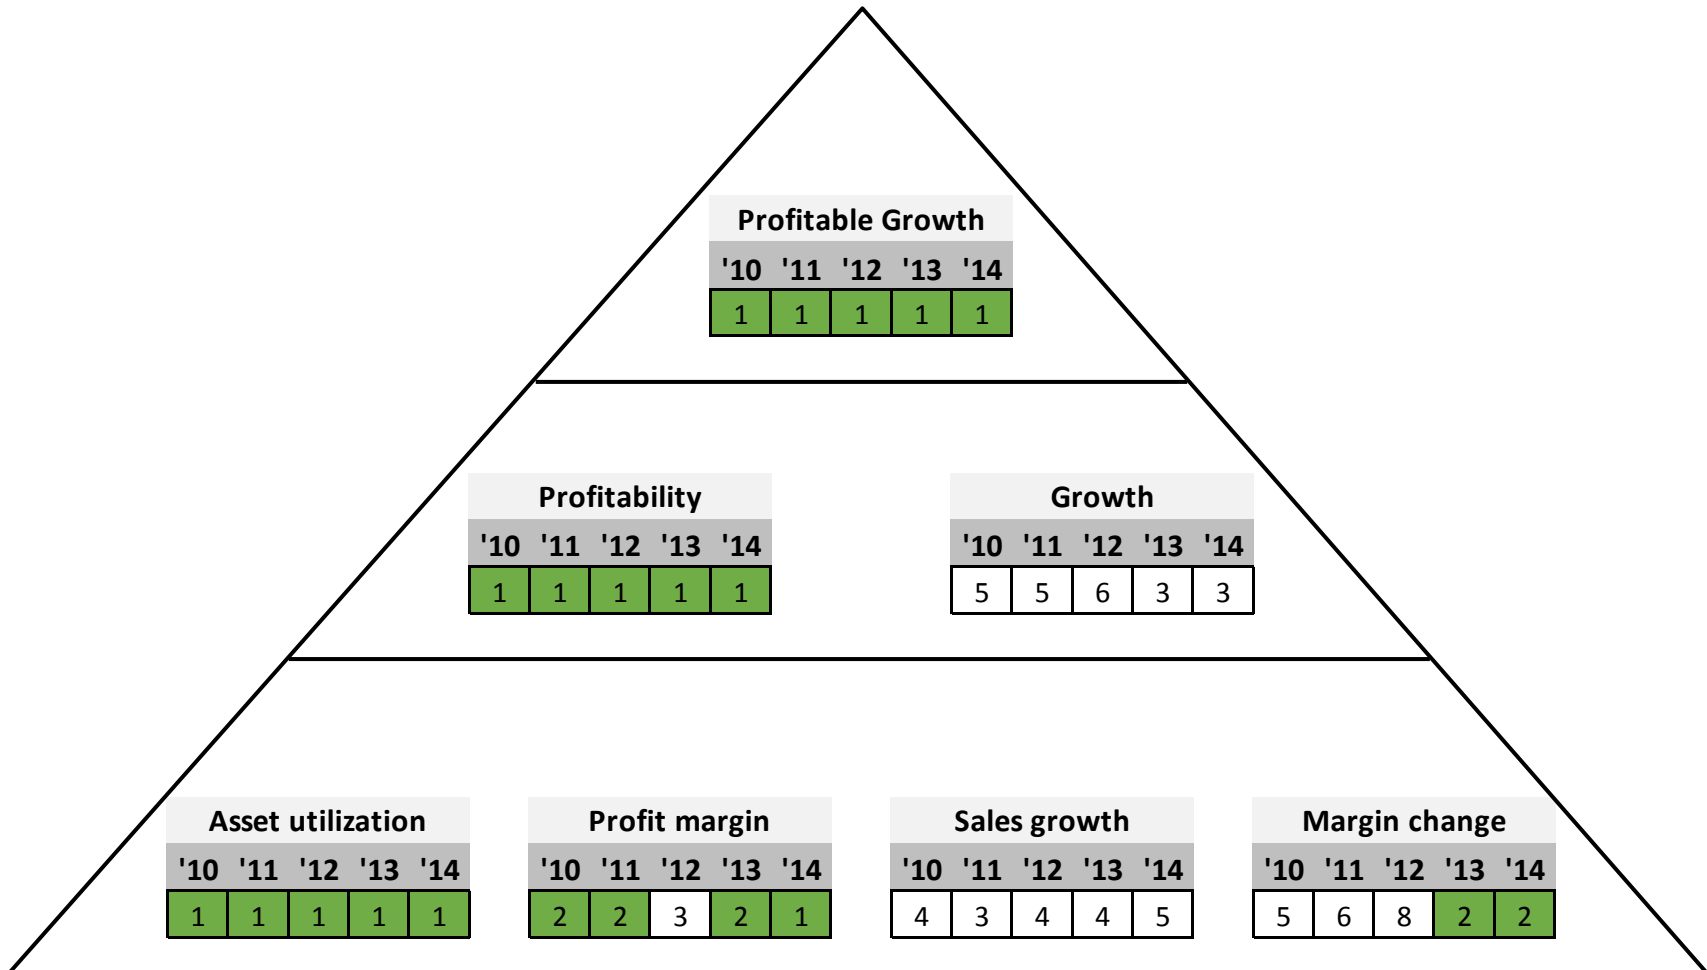 Profitable Growth
'10 '11 '12 '13 '14
1 1 1 1 1
Profitability
'10 '11 '12 '13 '14
1 1 1 1 1
Growth
'10 '11 '12 '13 '14
5 5 6 3 3
Asset utilization
'10 '11 '12 '13 '14
1 1 1 1 1
Profit margin
'10 '11 '12 '13 '14
2 2 3 2 1
Sales growth
'10 '11 '12 '13 '14
4 3 4 4 5
Margin change
'10 '11 '12 '13 '14
5 6 8 2 2